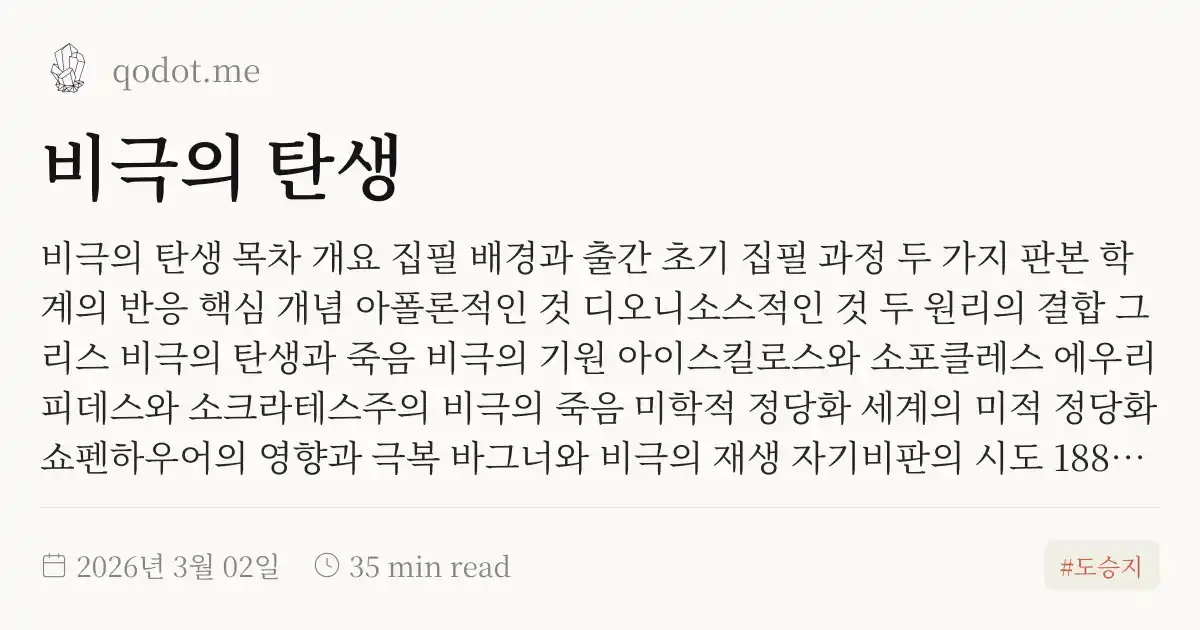 qodot.me
비극의 탄생
비극의 탄생 목차 개요 집필 배경과 출간 초기 집필 과정 두 가지 판본 학
계의 반응 핵심 개념 아폴론적인 것 디오니소스적인 것 두 원리의 결합 그
리스 비극의 탄생과 죽음 비극의 기원 아이스킬로스와 소포클레스 에우리
피데스와 소크라테스주의 비극의 죽음 미학적 정당화 세계의 미적 정당화
쇼펜하우어의 영향과 극복 바그너와 비극의 재생 자기비판의 시도 188…
2026년 3월 02일 35 min read #도승지